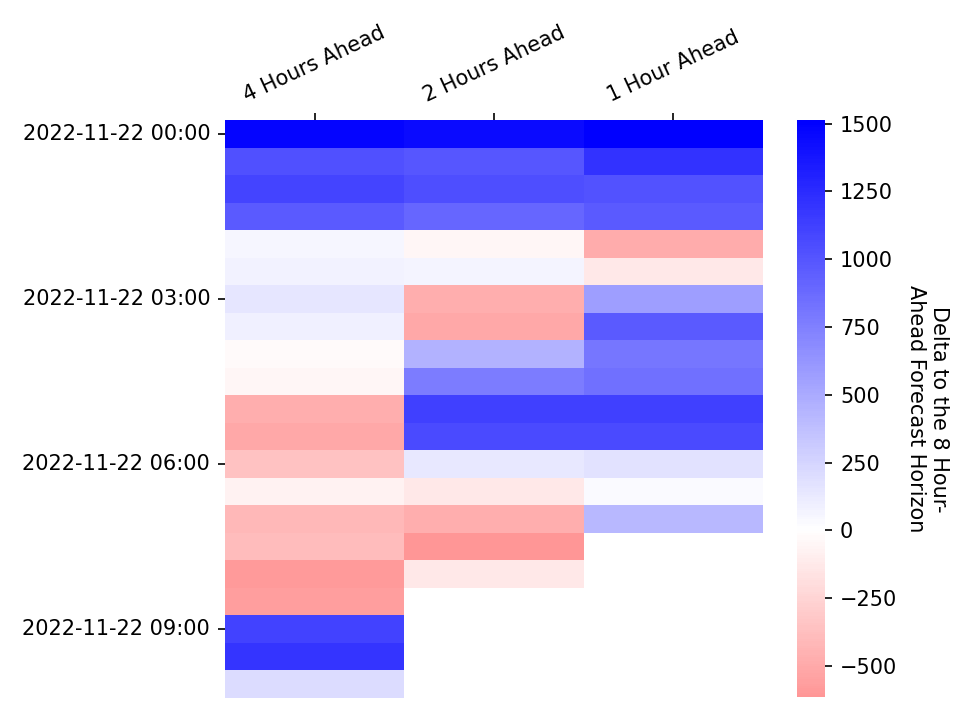 4 Hours Ahead
2 Hours Ahead
1 Hour Ahead
2022-11-22 00:00
2022-11-22 03:00
2022-11-22 06:00
2022-11-22 09:00
1500
1250
1000
750
500
250
0
−250
−500
Delta to the 8 Hour-
Ahead Forecast Horizon